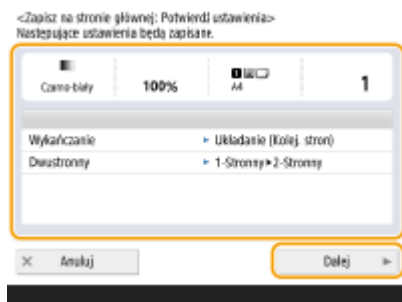 <Zapisz na stronie głównej: Potwierdź ustawienia>
Następujące ustawienia będą zapisane.
Czarno-biały
100%
1
A4
1
Wykańczanie
▸ Układanie (Kolej. stron)
Dwustronny
▸ 1-Stronny▸2-Stronny
× Anuluj
Dalej ▸